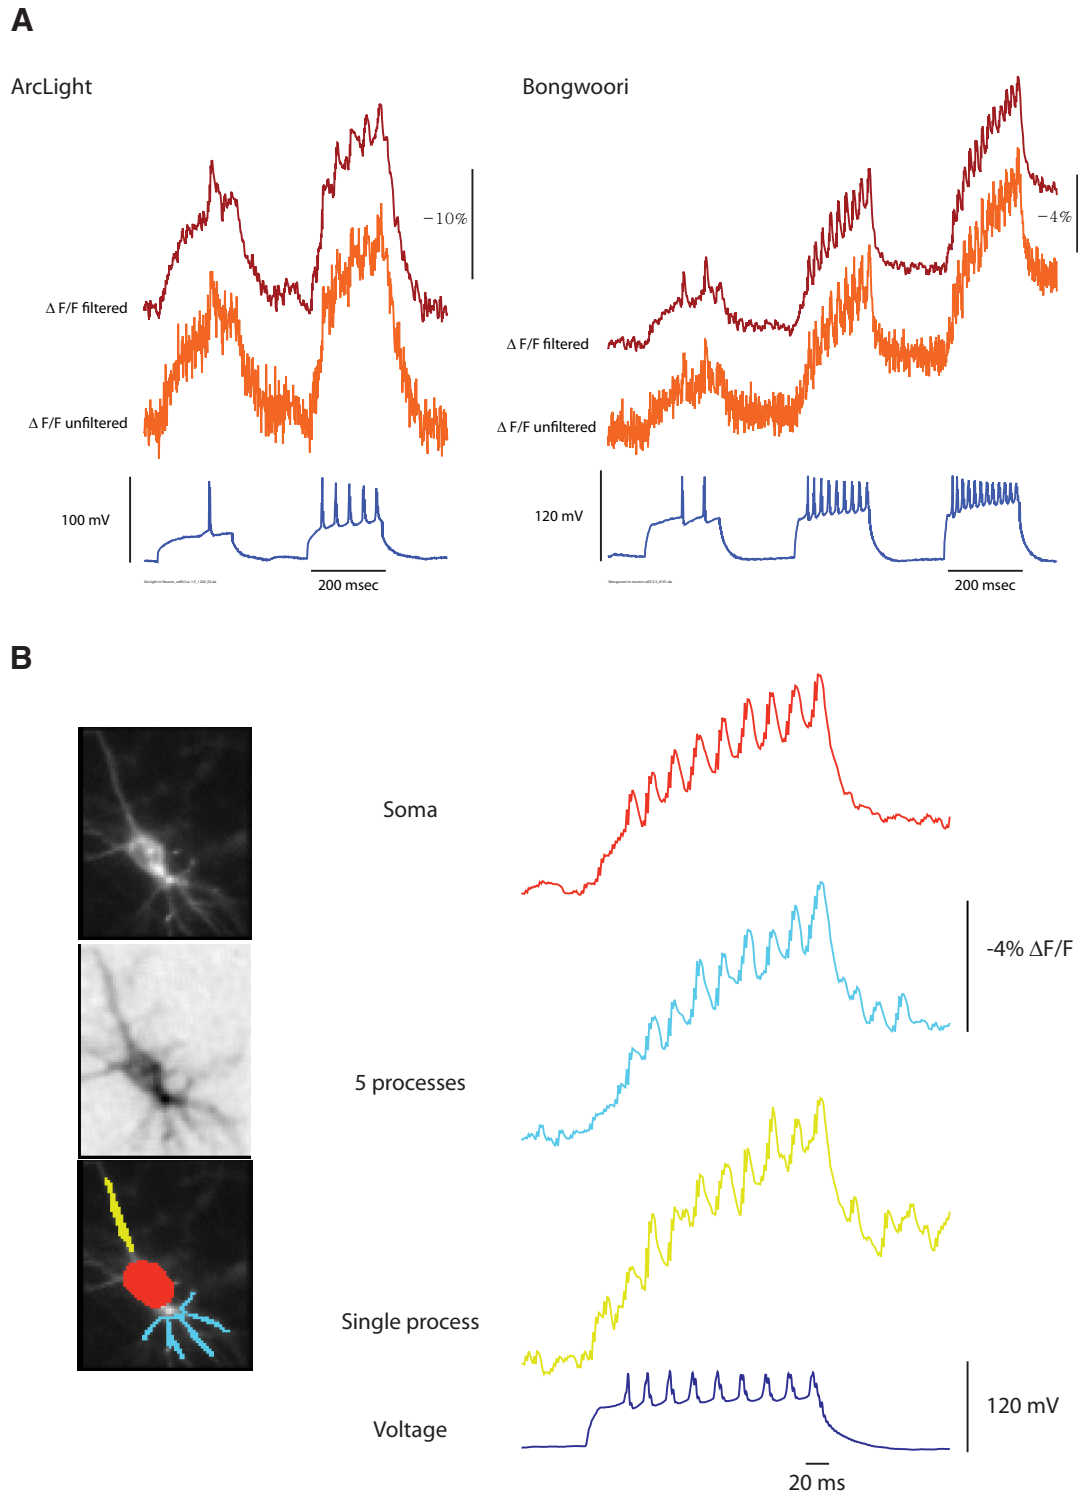 A
ArcLight
Bongwoori
−10%
−4%
Δ F/F filtered
Δ F/F filtered
Δ F/F unfiltered
Δ F/F unfiltered
100 mV
120 mV
200 msec
200 msec
B
Soma
-4% ΔF/F
5 processes
Single process
120 mV
Voltage
20 ms